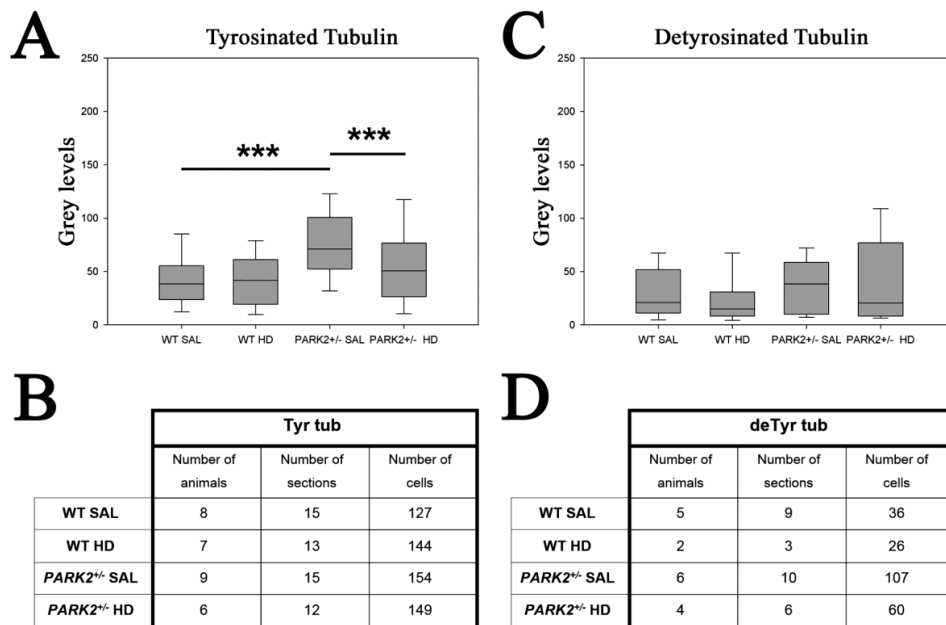 A
Tyrosinated Tubulin
Grey levels
250
200
150
100
50
0
***
***
WT SAL
WT HD
PARK2+/- SAL
PARK2+/- HD
C
Detyrosinated Tubulin
Grey levels
250
200
150
100
50
0
WT SAL
WT HD
PARK2+/- SAL
PARK2+/- HD
B
Tyr tub
Number of animals Number of sections Number of cells
WT SAL 8 15 127
WT HD 7 13 144
PARK2+/- SAL 9 15 154
PARK2+/- HD 6 12 149
D
deTyr tub
Number of animals Number of sections Number of cells
WT SAL 5 9 36
WT HD 2 3 26
PARK2+/- SAL 6 10 107
PARK2+/- HD 4 6 60